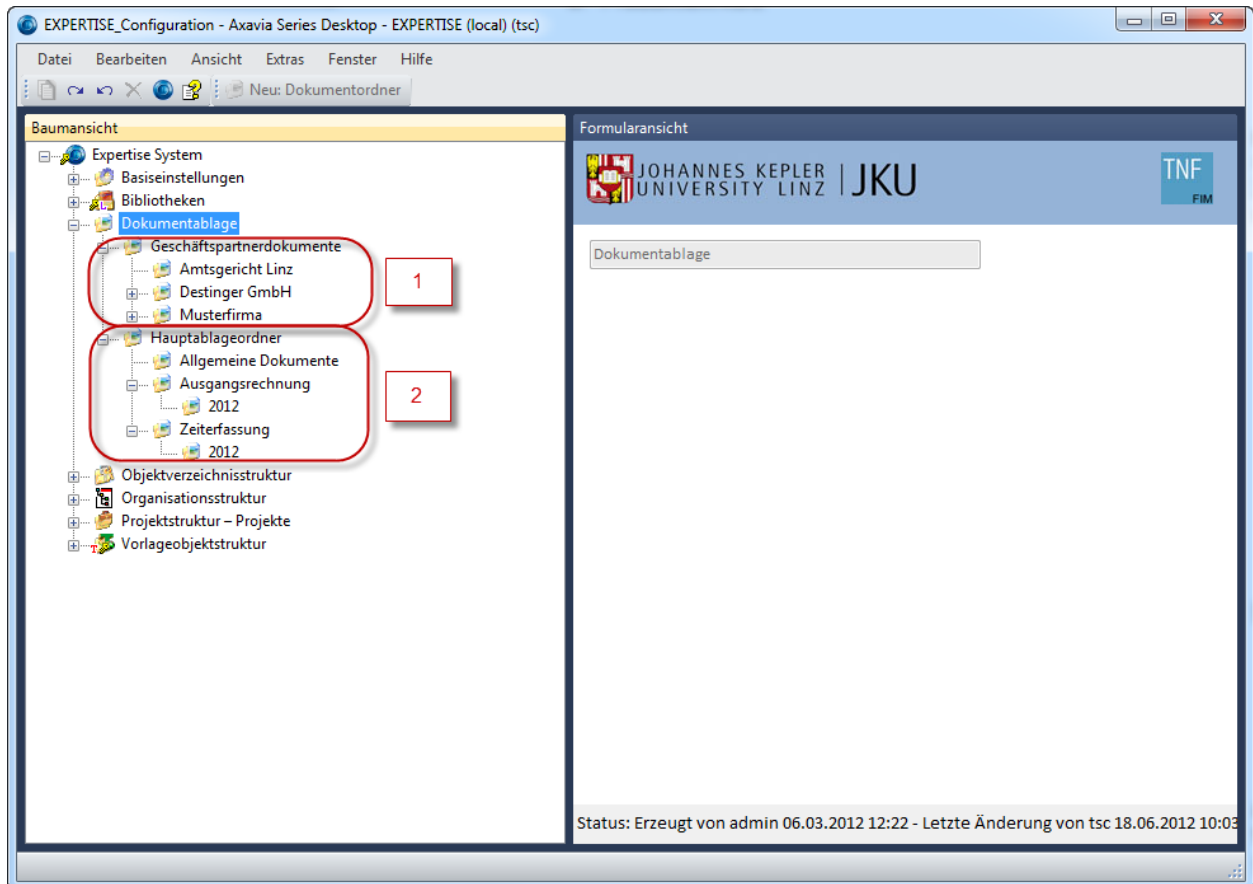 EXPERTISE_Configuration - Axavia Series Desktop - EXPERTISE (local) (tsc)
Datei Bearbeiten Ansicht Extras Fenster Hilfe
Neu: Dokumentordner
Baumansicht
Expertise System
Basiseinstellungen
Bibliotheken
Dokumentablage
Geschäftspartnerdokumente
Amtsgericht Linz
Destinger GmbH
Musterfirma
1
Hauptablageordner
Allgemeine Dokumente
Ausgangsrechnung
2012
Zeiterfassung
2012
2
Objektverzeichnisstruktur
Organisationsstruktur
Projektstruktur – Projekte
Vorlageobjektstruktur
Formularansicht
JOHANNES KEPLER
UNIVERSITY LINZ | JKU
TNF
FIM
Dokumentablage
Status: Erzeugt von admin 06.03.2012 12:22 - Letzte Änderung von tsc 18.06.2012 10:03